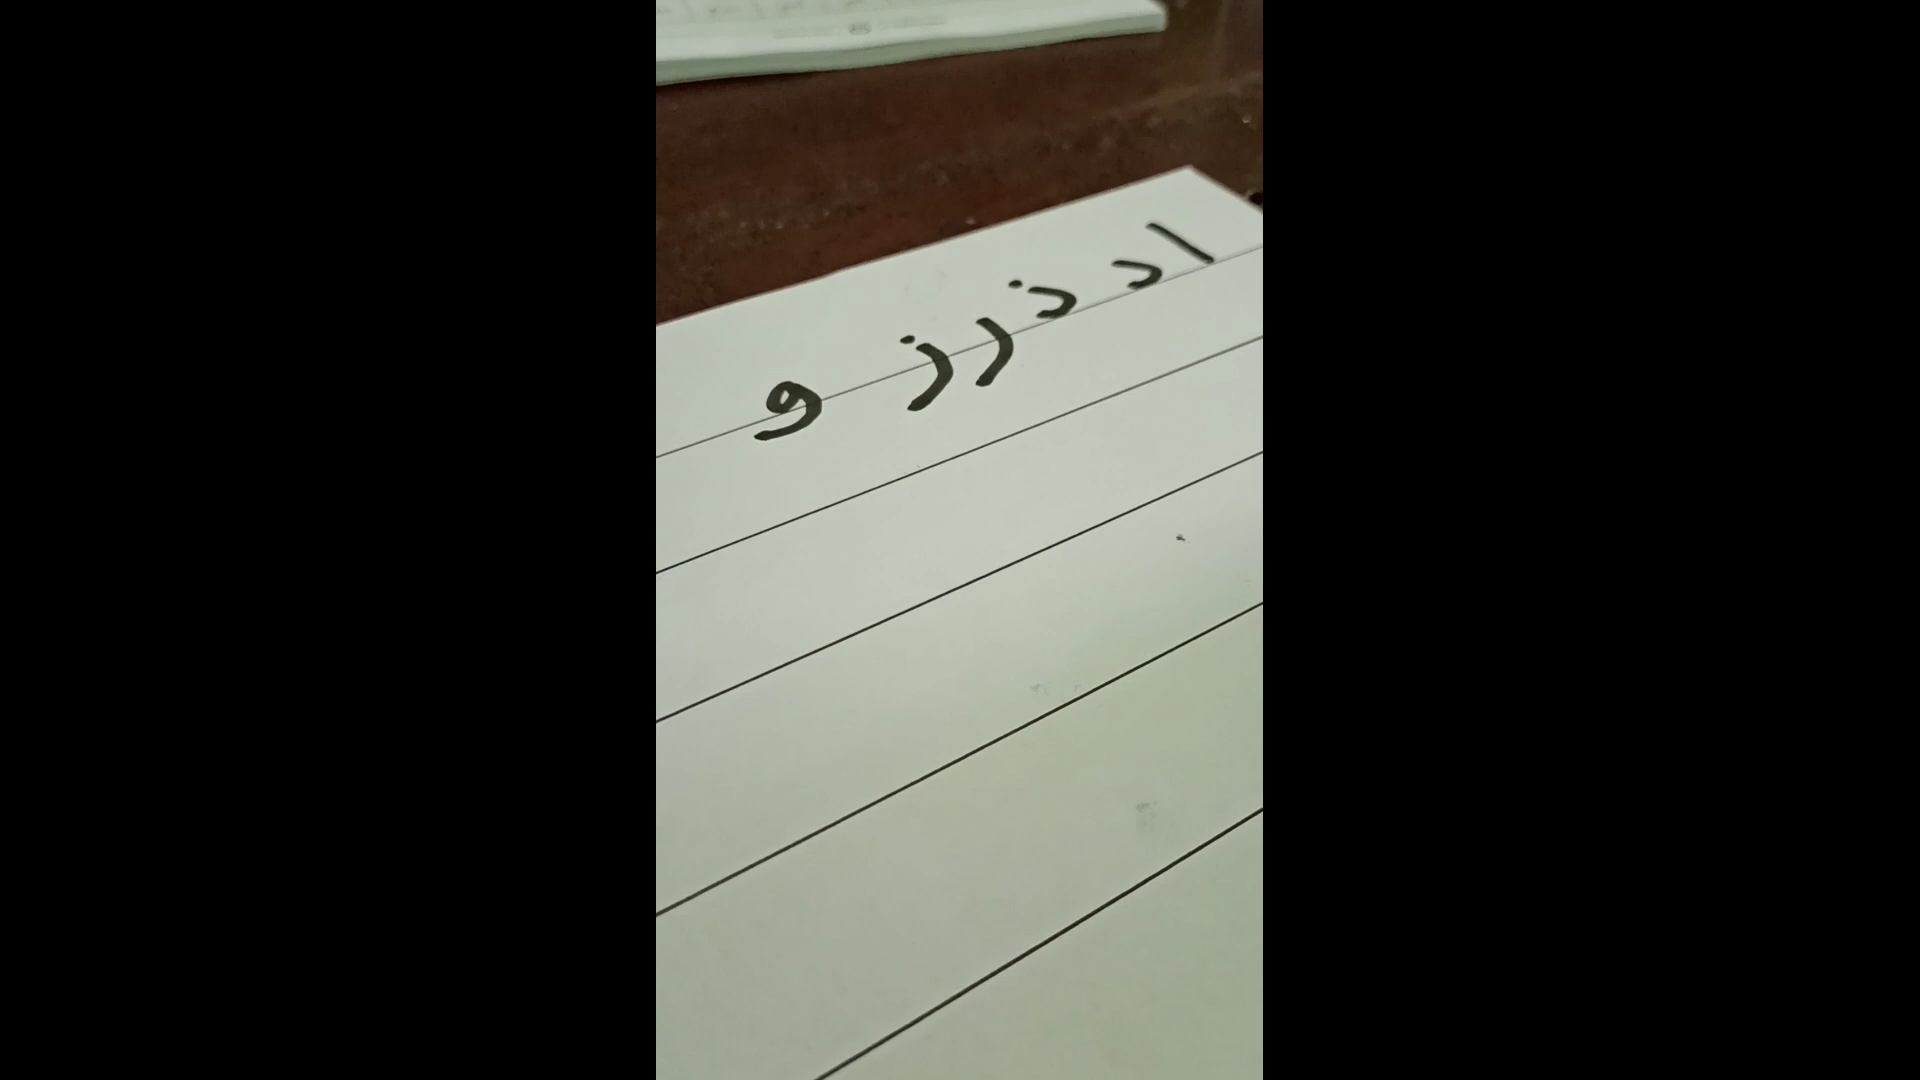 ا د ذ ر ز و